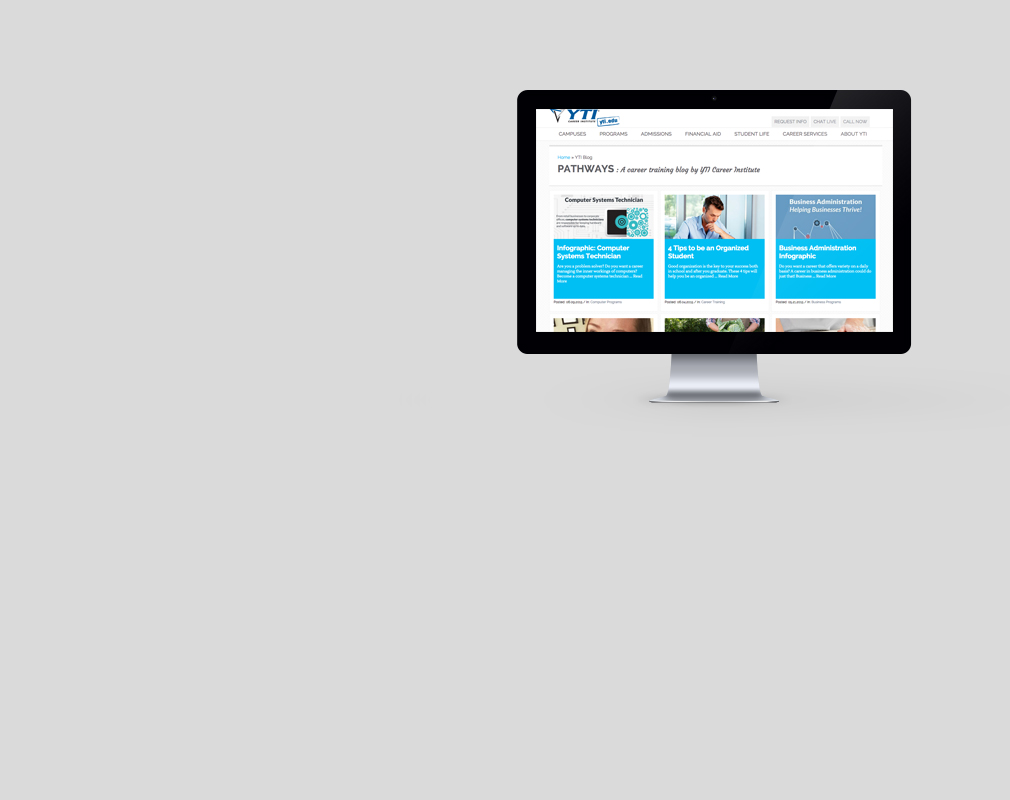 YTI
CAREER INSTITUTE
yti.edu
REQUEST INFO CHAT LIVE CALL NOW
CAMPUSES PROGRAMS ADMISSIONS FINANCIAL AID STUDENT LIFE CAREER SERVICES ABOUT YTI
Home » YTI Blog
PATHWAYS : A career training blog by YTI Career Institute
Computer Systems Technician
Infographic: Computer
Systems Technician
Are you a problem solver? Do you want a career
managing the inner workings of computers?
Become a computer systems technician ... Read
More
Posted: 08.09.2015 / In: Computer Programs
4 Tips to be an Organized
Student
Good organization is the key to your success both
in school and after you graduate. These 4 tips will
help you be an organized ... Read More
Posted: 08.04.2015 / In: Career Training
Business Administration
Helping Businesses Thrive!
Business Administration
Infographic
Do you want a career that offers variety on a daily
basis? A career in business administration could do
just that! Business ... Read More
In: Business Programs